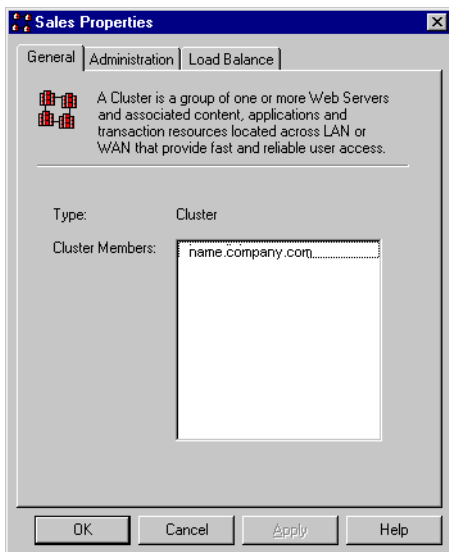 Sales Properties
General Administration Load Balance
A Cluster is a group of one or more Web Servers
and associated content, applications and
transaction resources located across LAN or
WAN that provide fast and reliable user access.
Type: Cluster
Cluster Members: name.company.com
OK Cancel Apply Help